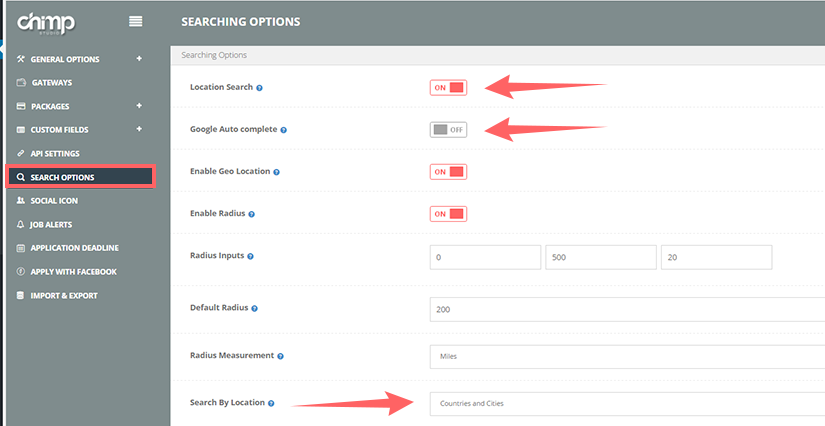 chimp
STUDIO
SEARCHING OPTIONS
GENERAL OPTIONS +
GATEWAYS
PACKAGES +
CUSTOM FIELDS +
API SETTINGS
SEARCH OPTIONS
SOCIAL ICON
JOB ALERTS
APPLICATION DEADLINE
APPLY WITH FACEBOOK
IMPORT & EXPORT
Searching Options
Location Search ? ON
Google Auto complete ? OFF
Enable Geo Location ? ON
Enable Radius ? ON
Radius Inputs ? 0 500 20
Default Radius ? 200
Radius Measurement ? Miles
Search By Location ? Countries and Cities